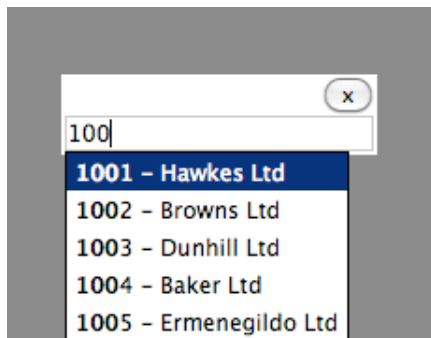 x
100
1001 – Hawkes Ltd
1002 – Browns Ltd
1003 – Dunhill Ltd
1004 – Baker Ltd
1005 – Ermenegildo Ltd